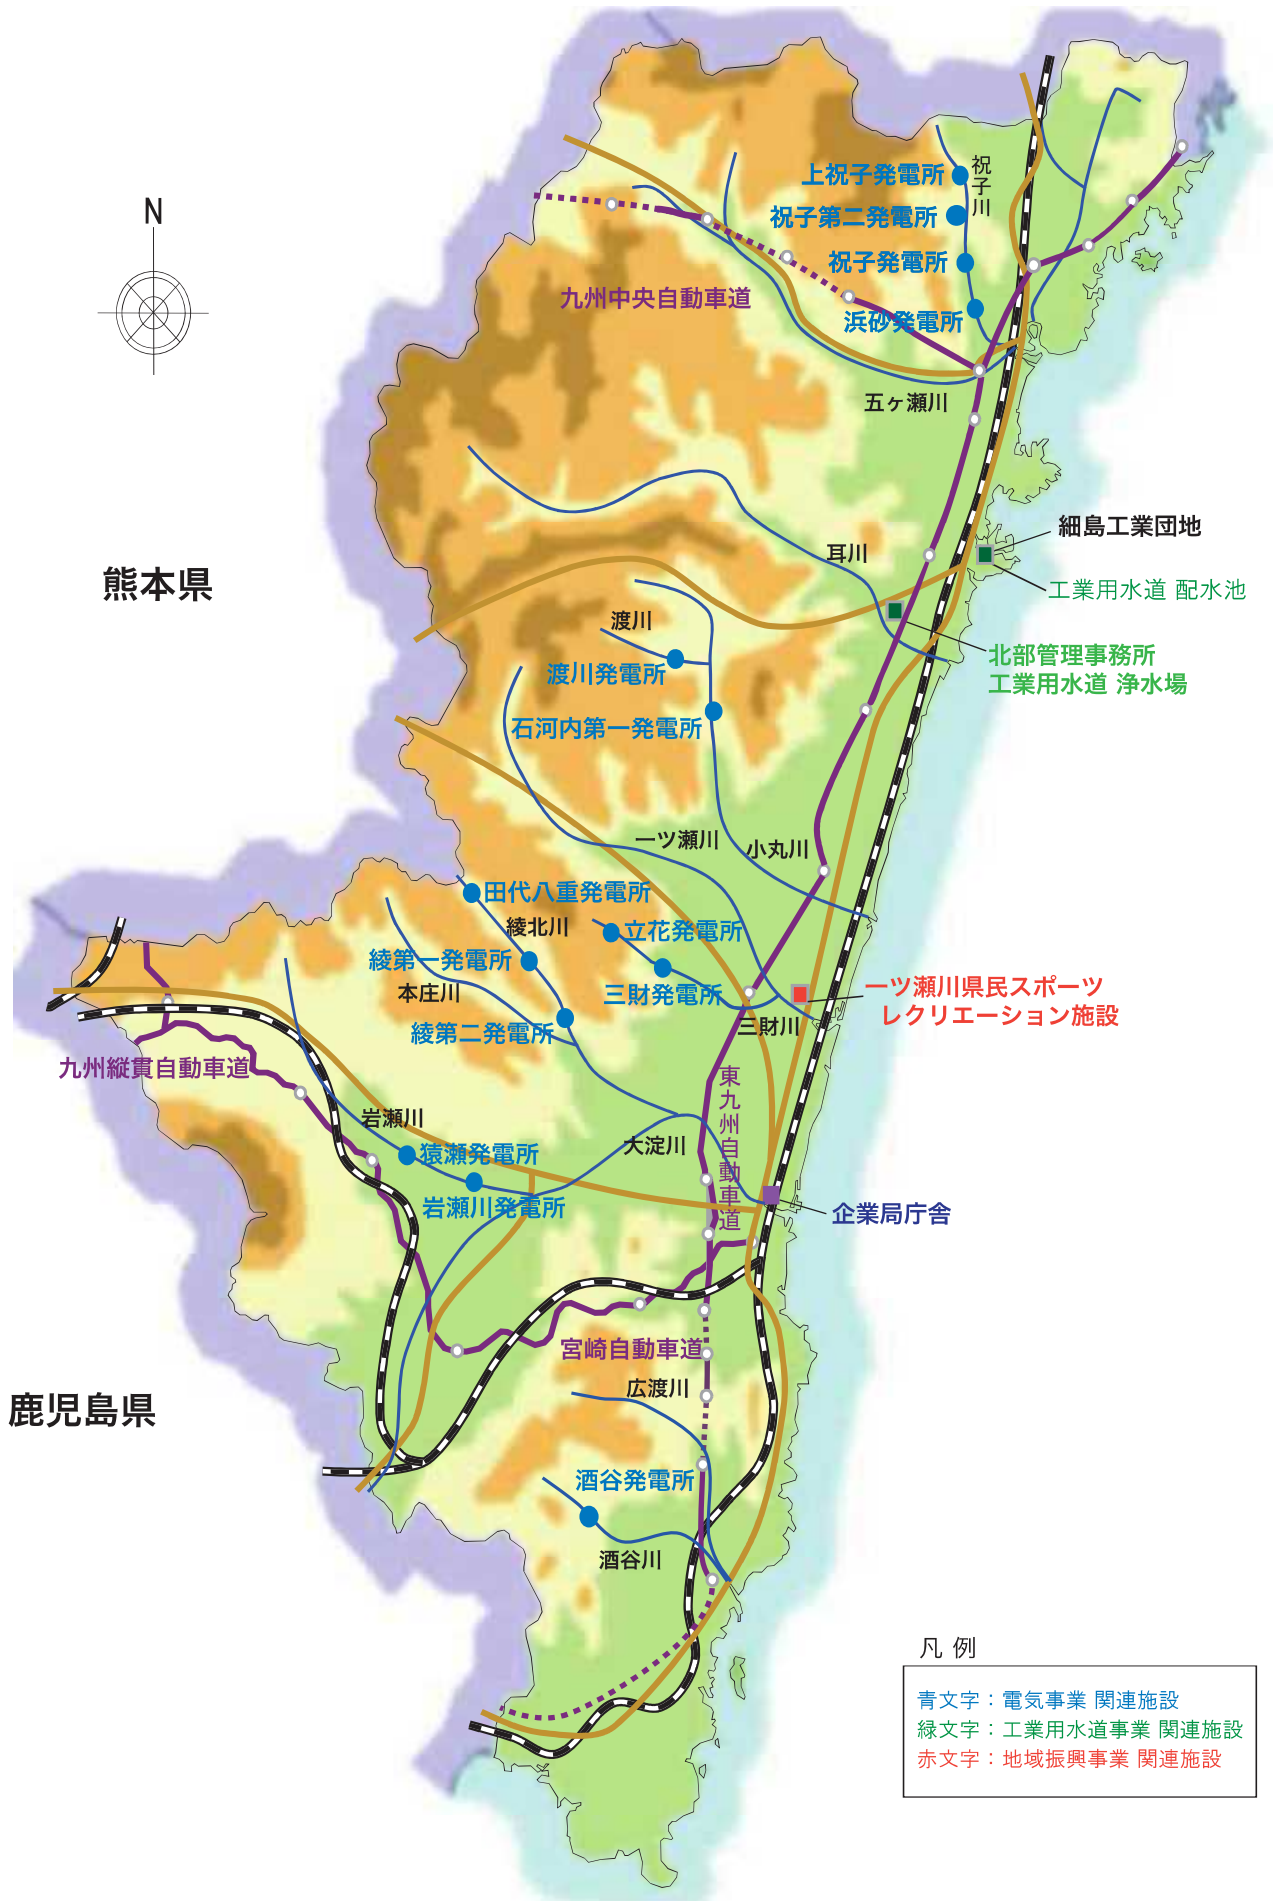 N
上祝子発電所
祝子川
祝子第二発電所
祝子発電所
九州中央自動車道
浜砂発電所
五ヶ瀬川
細島工業団地
耳川
熊本県
工業用水道 配水池
渡川
北部管理事務所
工業用水道 浄水場
渡川発電所
石河内第一発電所
一ツ瀬川
小丸川
田代八重発電所
綾北川
立花発電所
綾第一発電所
本庄川
三財発電所
一ツ瀬川県民スポーツ
レクリエーション施設
三財川
綾第二発電所
九州縦貫自動車道
東九州自動車道
岩瀬川
大淀川
猿瀬発電所
岩瀬川発電所
企業局庁舎
宮崎自動車道
広渡川
鹿児島県
酒谷発電所
酒谷川
凡 例
青文字：電気事業 関連施設
緑文字：工業用水道事業 関連施設
赤文字：地域振興事業 関連施設